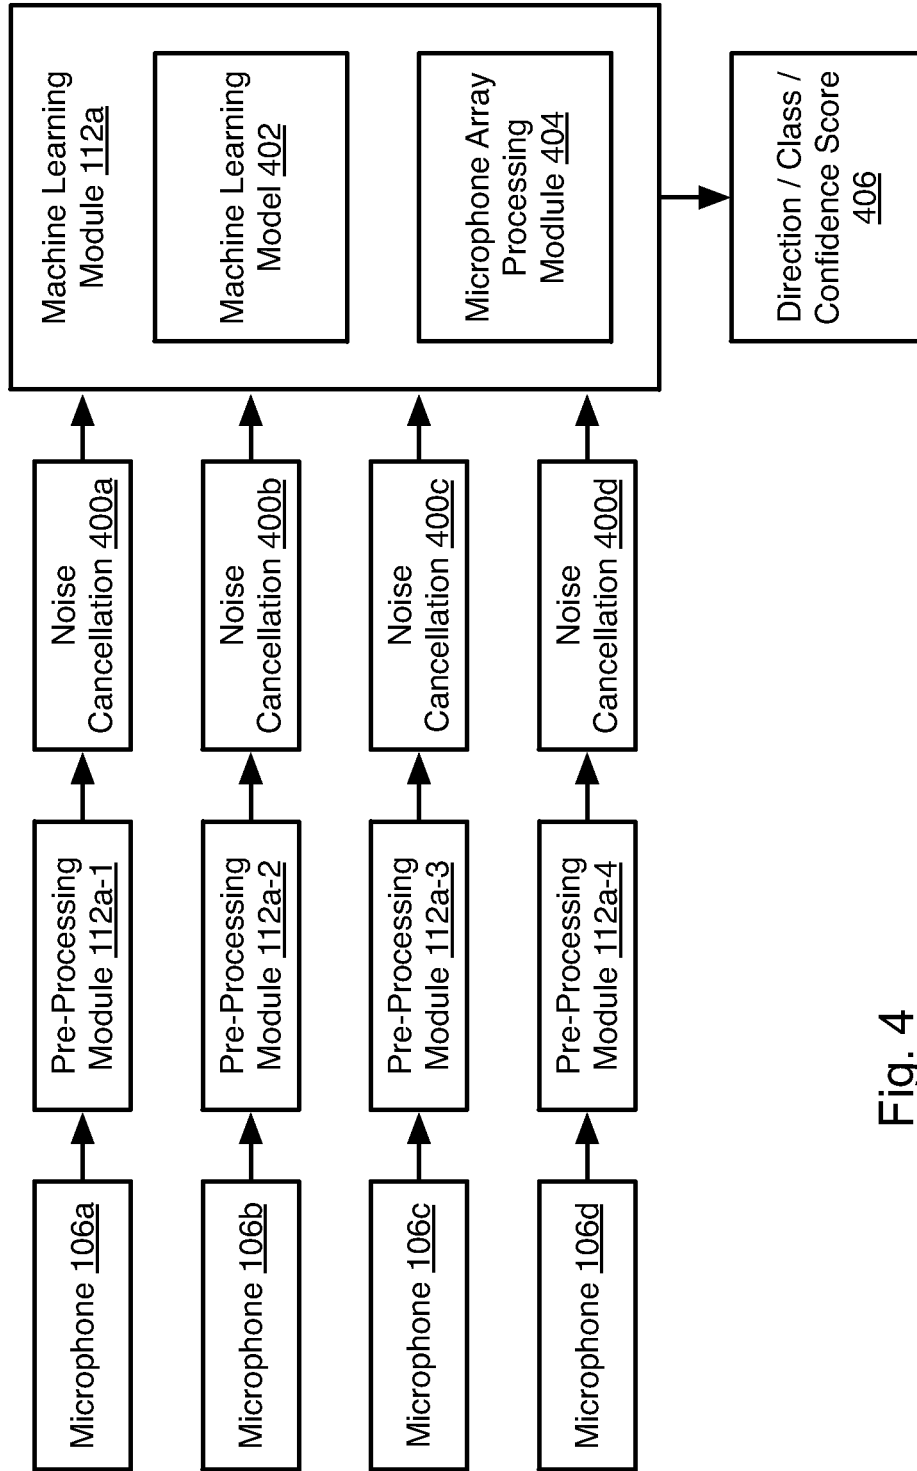 Microphone 106a
Pre-Processing
Module 112a-1
Noise
Cancellation 400a
Microphone 106b
Pre-Processing
Module 112a-2
Noise
Cancellation 400b
Microphone 106c
Pre-Processing
Module 112a-3
Noise
Cancellation 400c
Microphone 106d
Pre-Processing
Module 112a-4
Noise
Cancellation 400d
Machine Learning
Module 112a
Machine Learning
Model 402
Microphone Array
Processing
Modlule 404
Direction / Class /
Confidence Score
406
Fig. 4